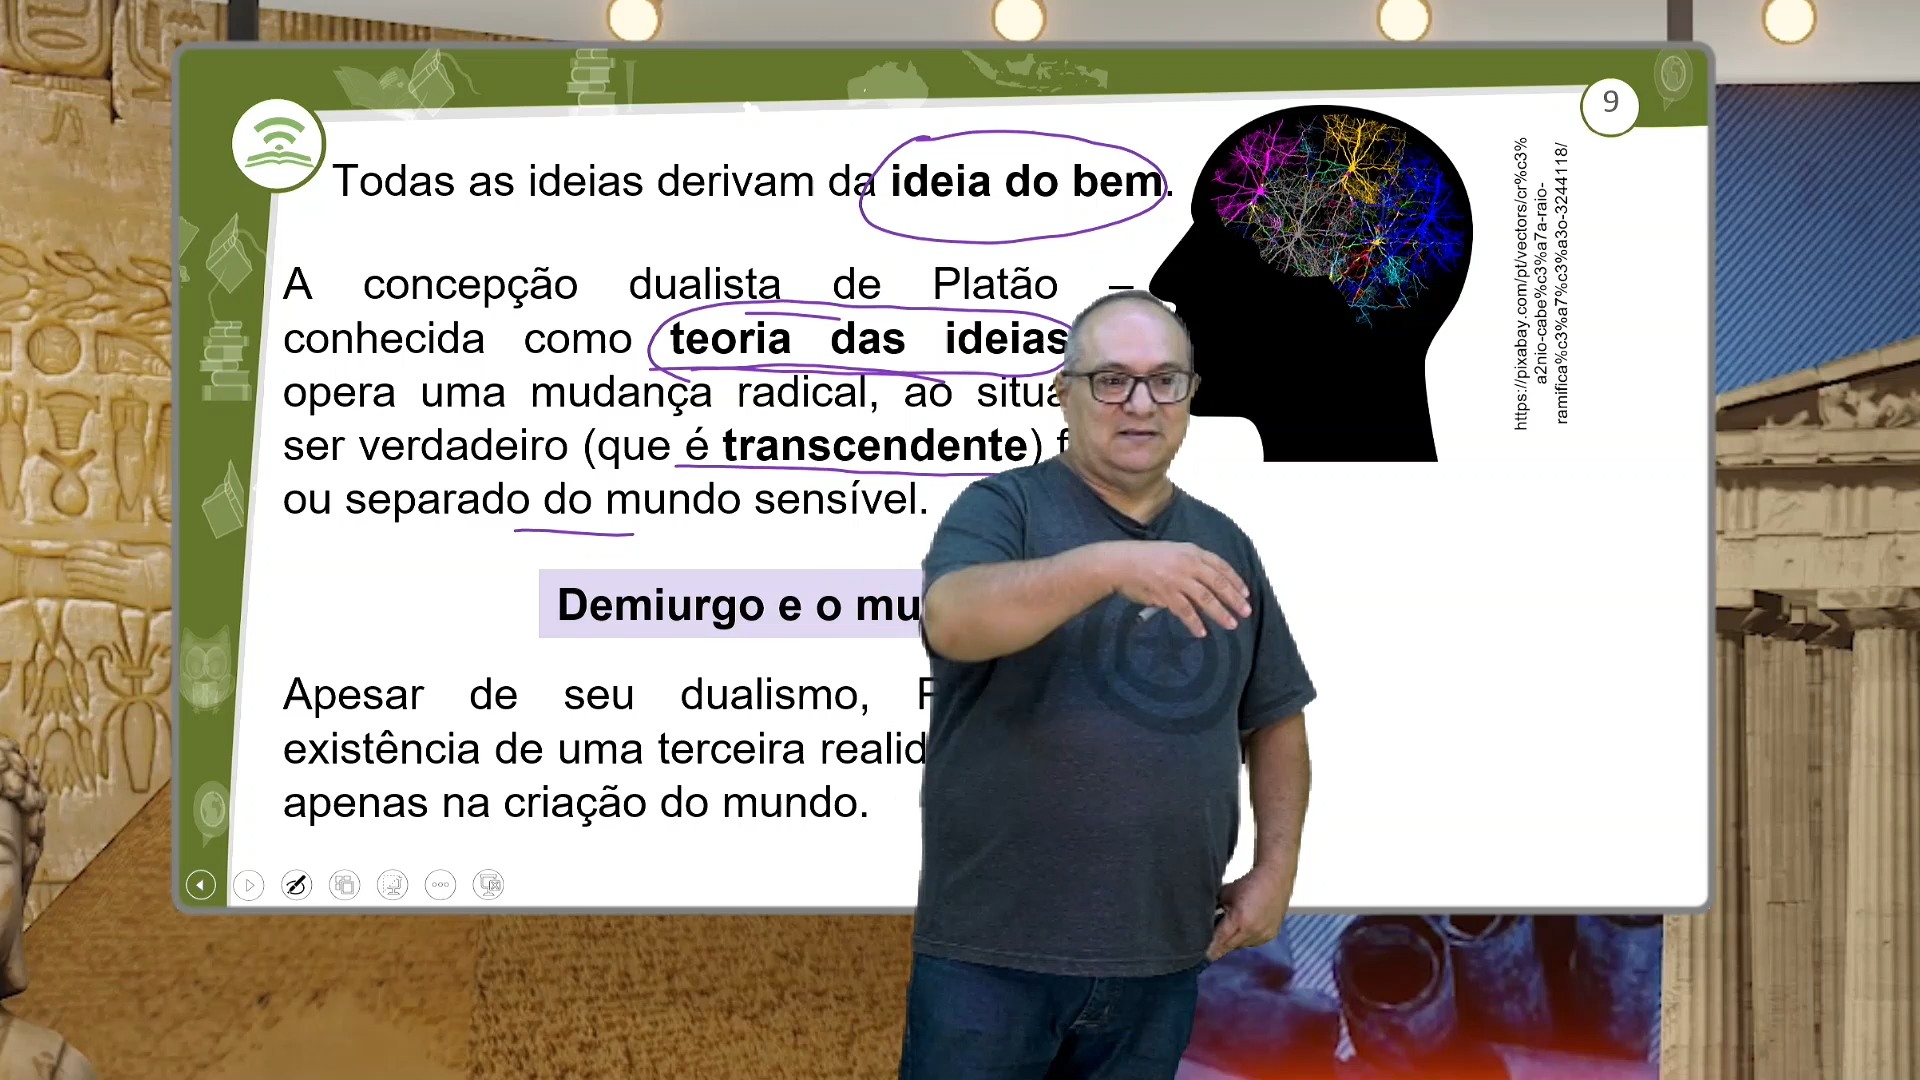 9
Todas as ideias derivam da ideia do bem.
A concepção dualista de Platão –
conhecida como teoria das ideias
opera uma mudança radical, ao
ser verdadeiro (que é transcendente)
ou separado do mundo sensível.
Demiurgo e o
Apesar de seu dualismo,
existência de uma terceira
apenas na criação do mundo.
https://pixabay.com/pt/vectors/cr%c3%
a2nio-cabe%c3%a7a-raio-
ramifica%c3%a7%c3%a3o-3244118/